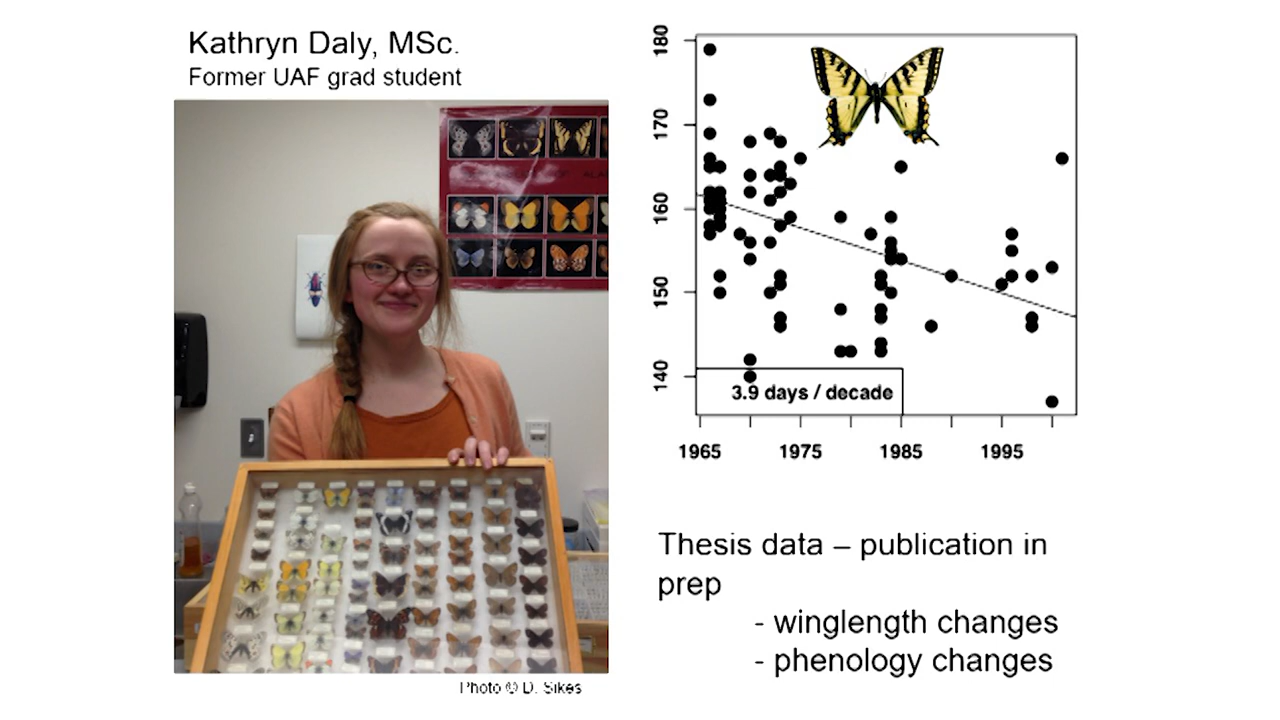 Kathryn Daly, MSc.
Former UAF grad student
Photo © D. Sikes
180
170
160
150
140
3.9 days / decade
1965
1975
1985
1995
Thesis data – publication in
prep
- winglength changes
- phenology changes